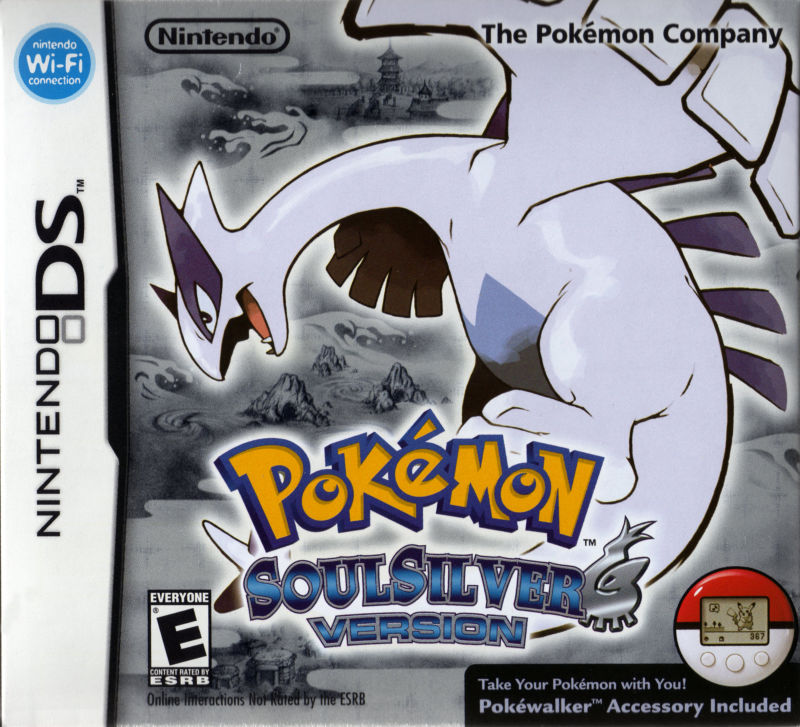 nintendo
Wi-Fi
connection
NINTENDO DS™
Nintendo®
The Pokémon Company
POKéMON™
SOULSILVER
VERSION
EVERYONE
E
®
CONTENT RATED BY
ESRB
Online Interactions Not Rated by the ESRB
367
Take Your Pokémon with You!
Pokéwalker™ Accessory Included